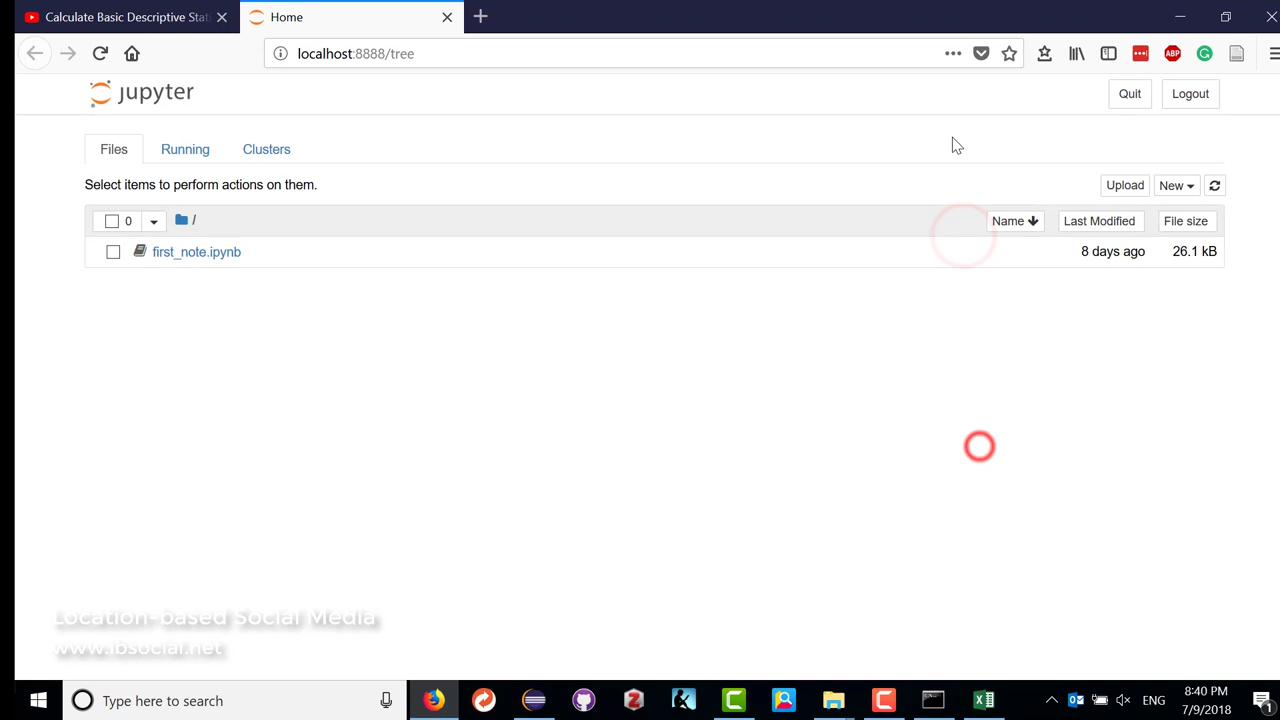 Calculate Basic Descriptive Stat
Home
localhost:8888/tree
ABP
jupyter
Quit
Logout
Files
Running
Clusters
Select items to perform actions on them.
Upload
New
0
/
Name
Last Modified
File size
first_note.ipynb
8 days ago
26.1 kB
Location-based Social Media
www.lbsocial.net
Type here to search
ENG
8:40 PM
7/9/2018
1